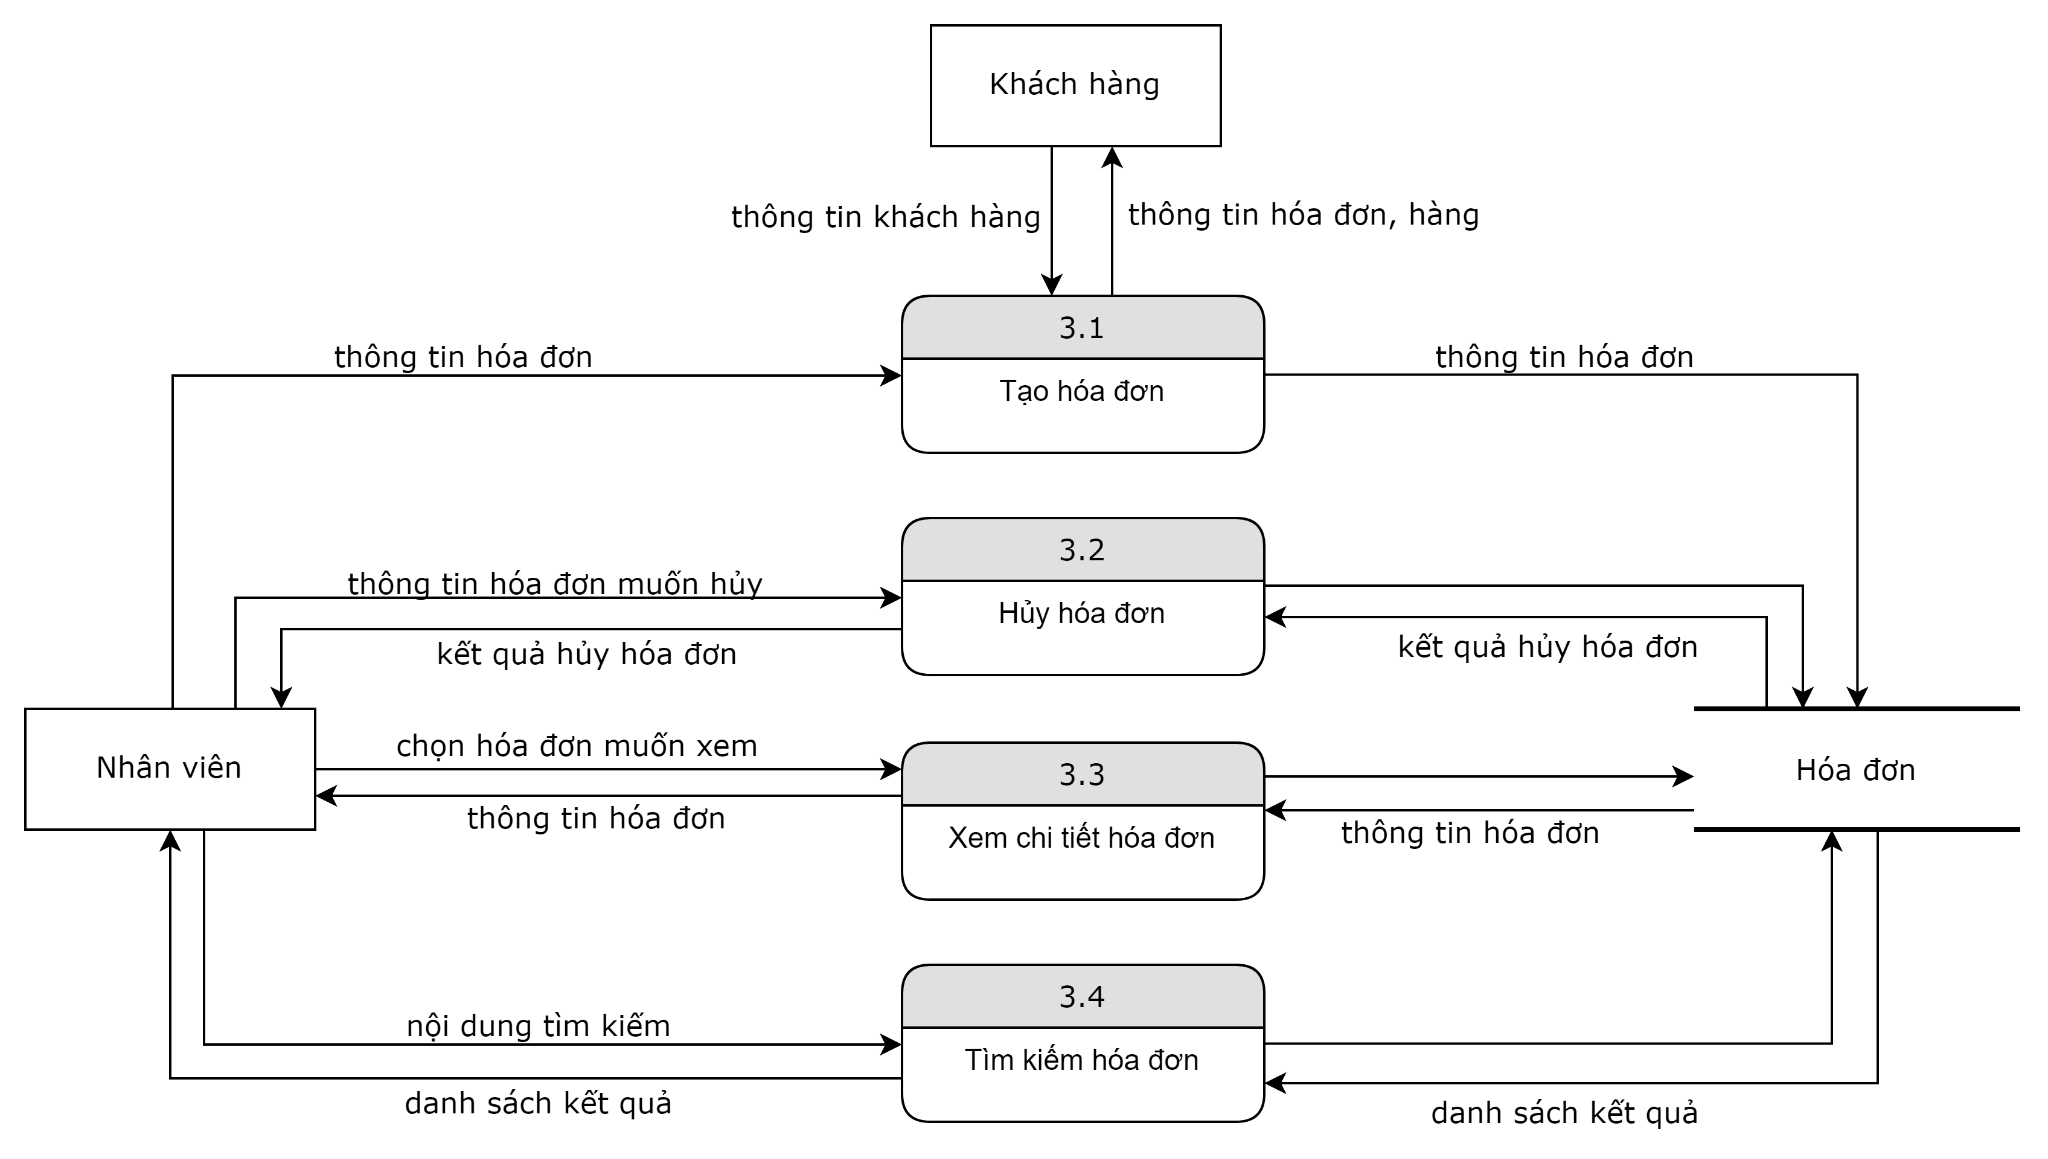 Khách hàng
thông tin khách hàng
thông tin hóa đơn, hàng
3.1
thông tin hóa đơn
thông tin hóa đơn
Tạo hóa đơn
3.2
thông tin hóa đơn muốn hủy
Hủy hóa đơn
kết quả hủy hóa đơn
kết quả hủy hóa đơn
chọn hóa đơn muốn xem
Nhân viên
3.3
Hóa đơn
thông tin hóa đơn
Xem chi tiết hóa đơn
thông tin hóa đơn
3.4
nội dung tìm kiếm
Tìm kiếm hóa đơn
danh sách kết quả
danh sách kết quả